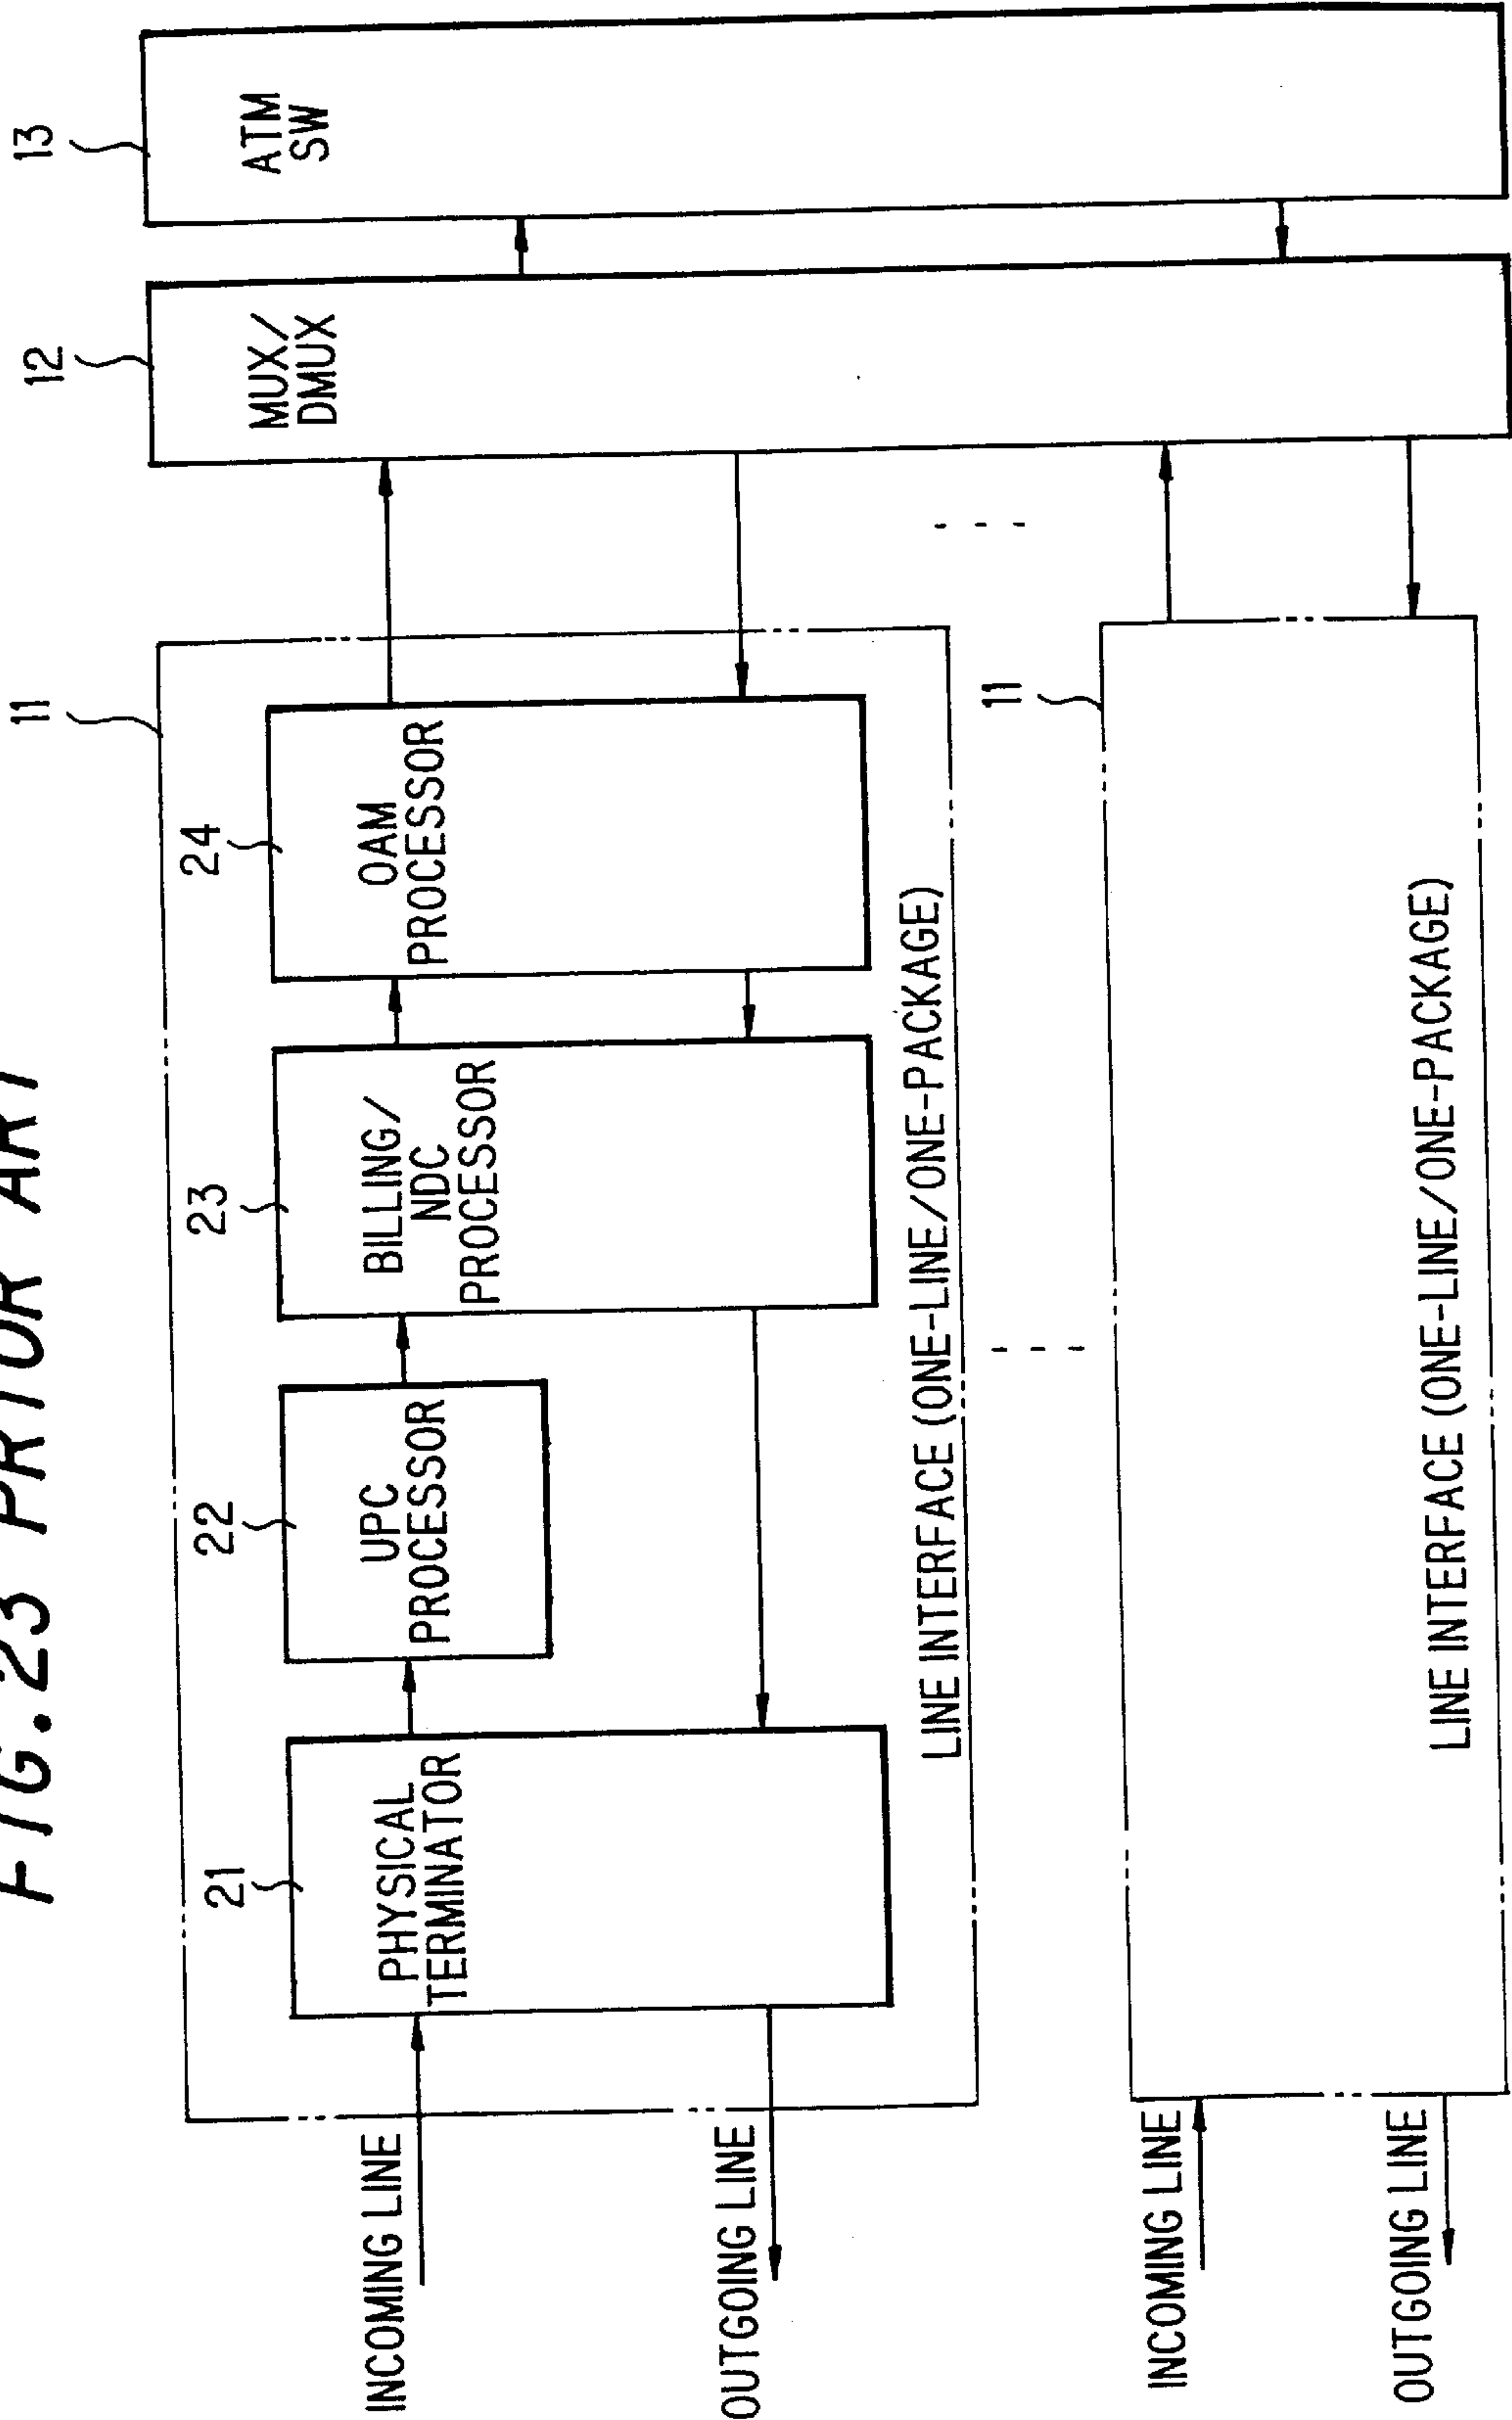 FIG.23 PRIOR ART
11
12
13
21
22
23
24
PHYSICAL
TERMINATOR
UPC
PROCESSOR
BILLING/
NDC
PROCESSOR
OAM
PROCESSOR
MUX/
DMUX
ATM
SW
INCOMING LINE
OUTGOING LINE
LINE INTERFACE (ONE-LINE/ONE-PACKAGE)
11
INCOMING LINE
OUTGOING LINE
LINE INTERFACE (ONE-LINE/ONE-PACKAGE)